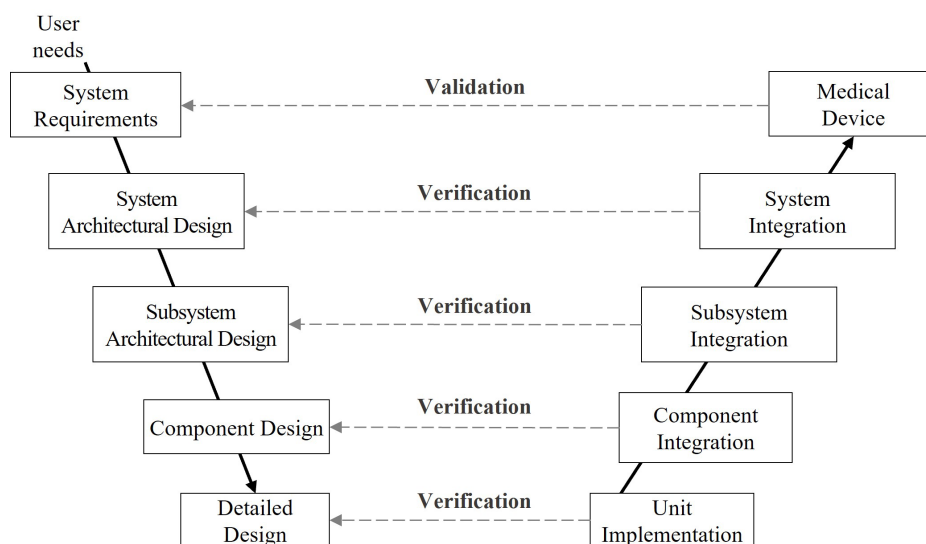 User
needs
System
Requirements
Validation
Medical
Device
System
Architectural Design
Verification
System
Integration
Subsystem
Architectural Design
Verification
Subsystem
Integration
Component Design
Verification
Component
Integration
Detailed
Design
Verification
Unit
Implementation